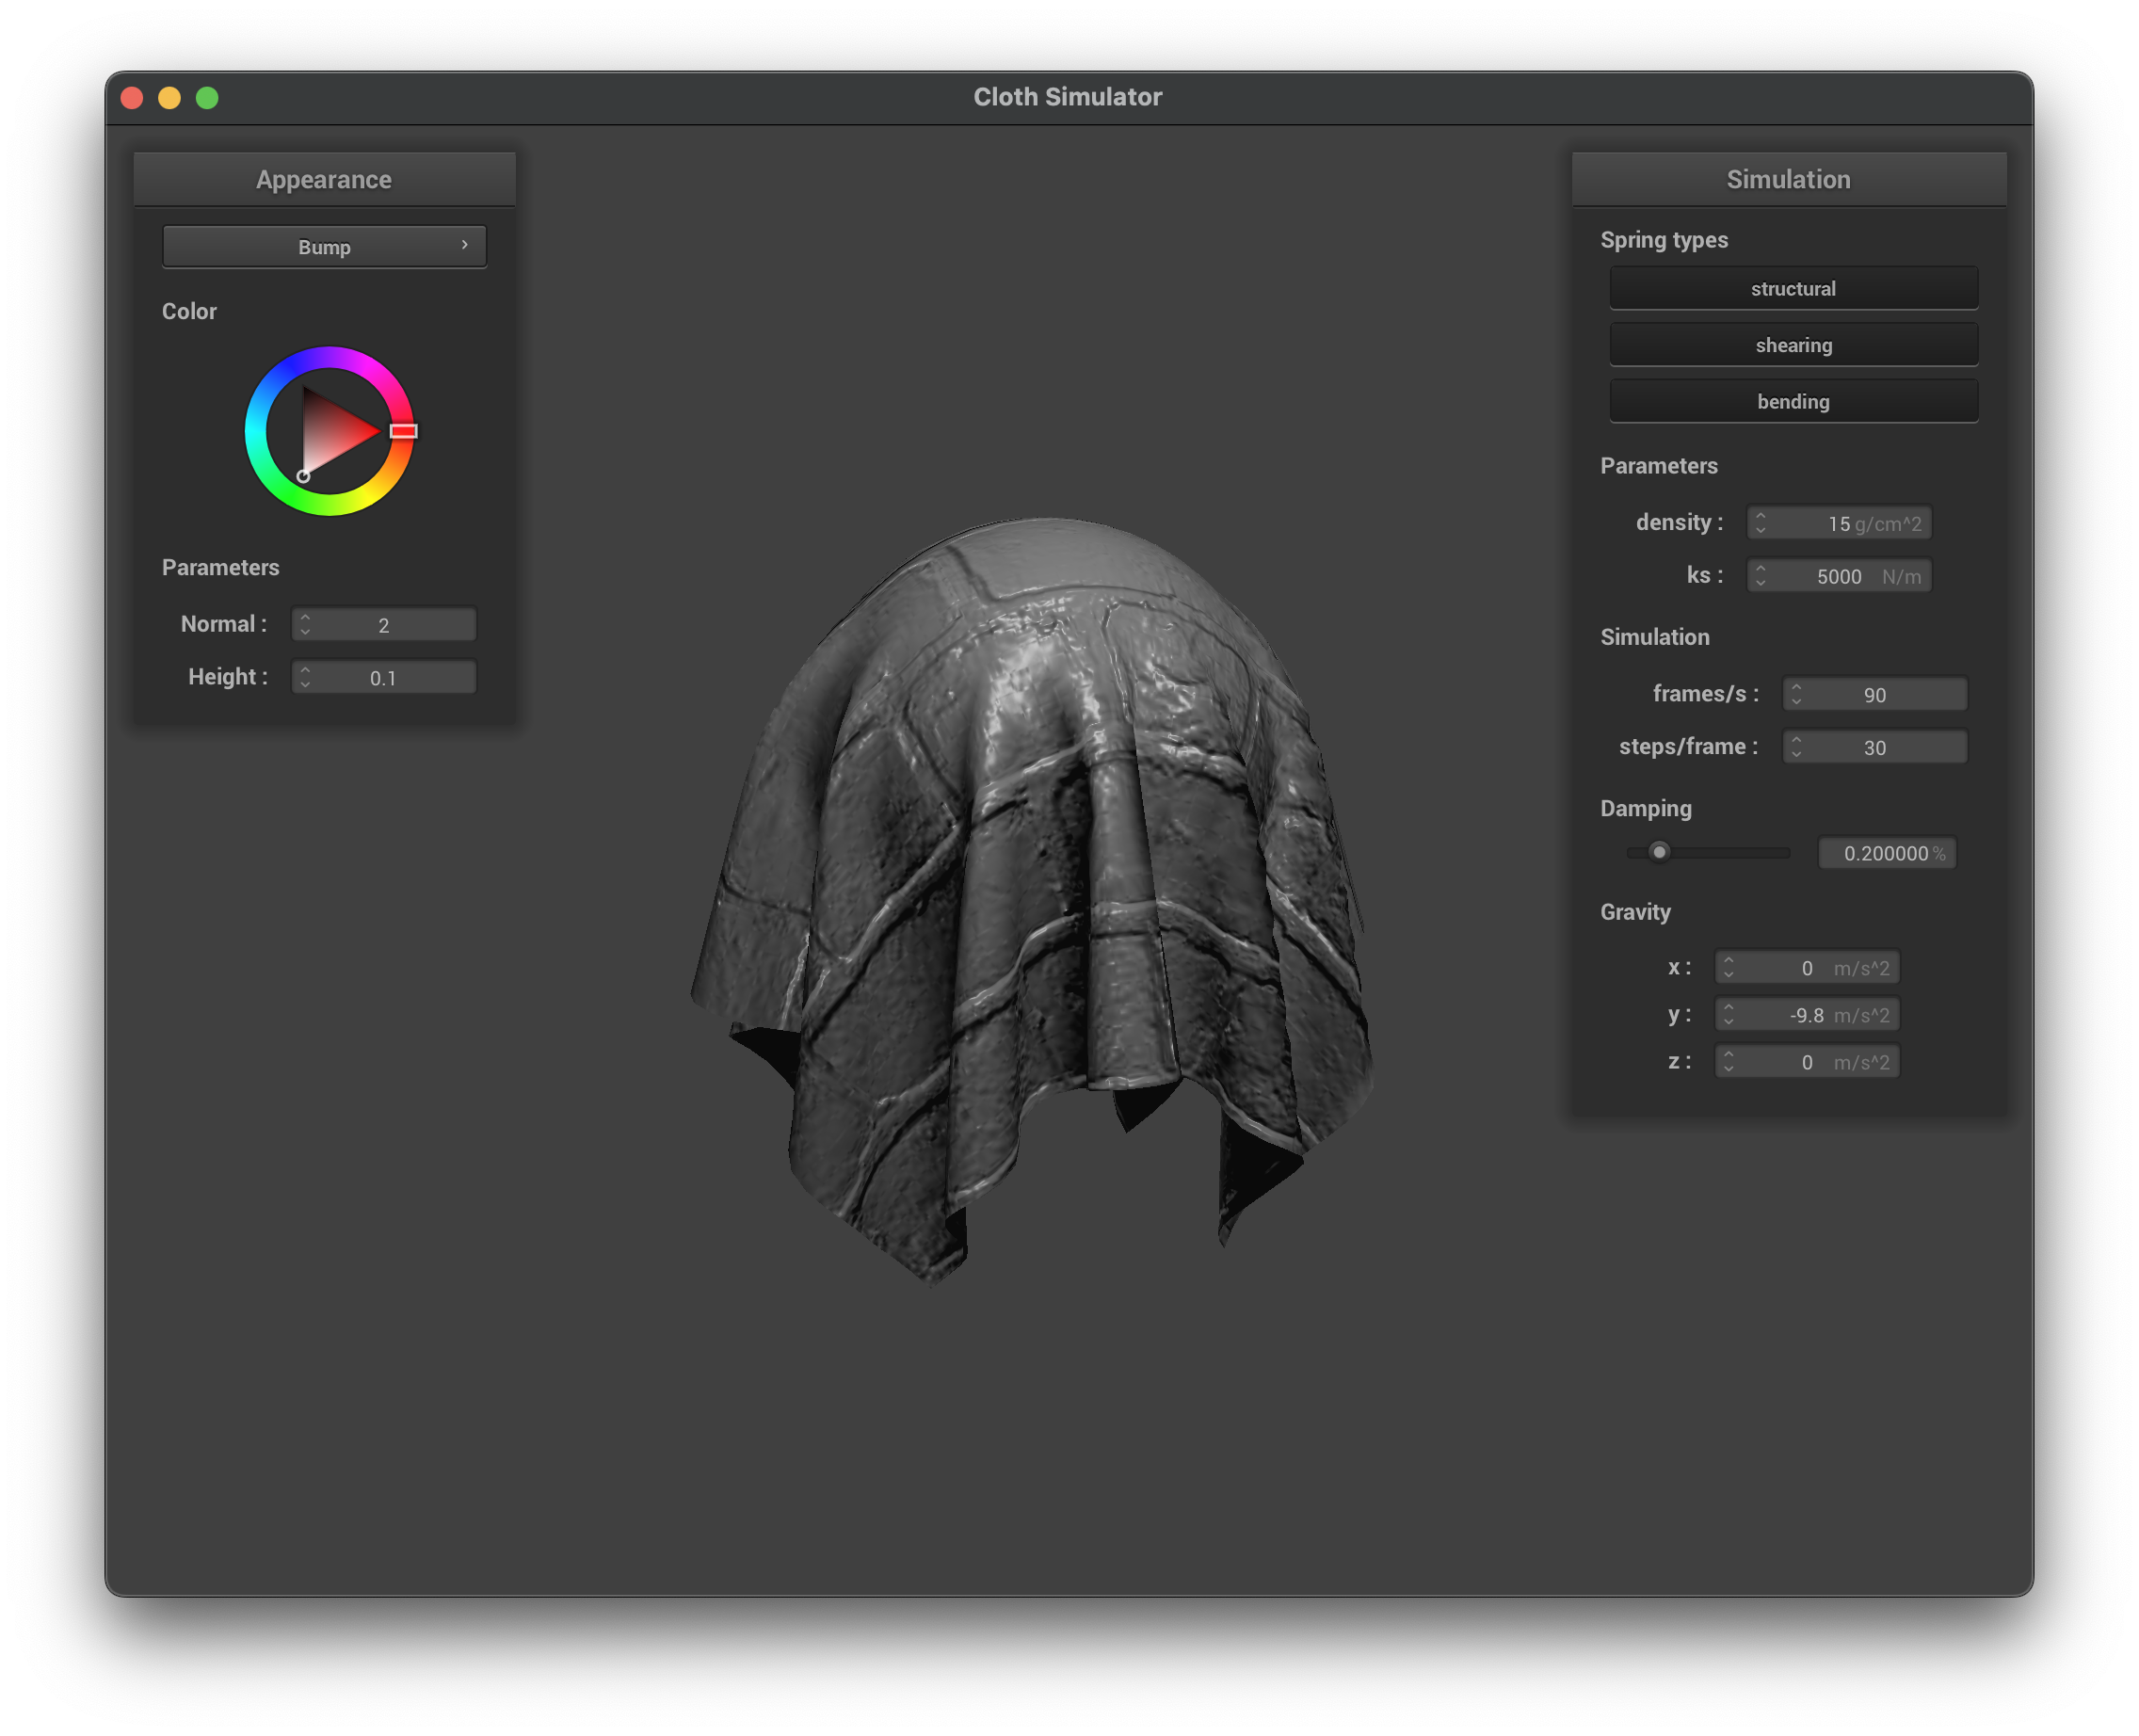 Cloth Simulator
Appearance
Bump
Color
Parameters
Normal : 2
Height : 0.1
Simulation
Spring types
structural
shearing
bending
Parameters
density : 15 g/cm^2
ks : 5000 N/m
Simulation
frames/s : 90
steps/frame : 30
Damping
0.200000 %
Gravity
x : 0 m/s^2
y : -9.8 m/s^2
z : 0 m/s^2